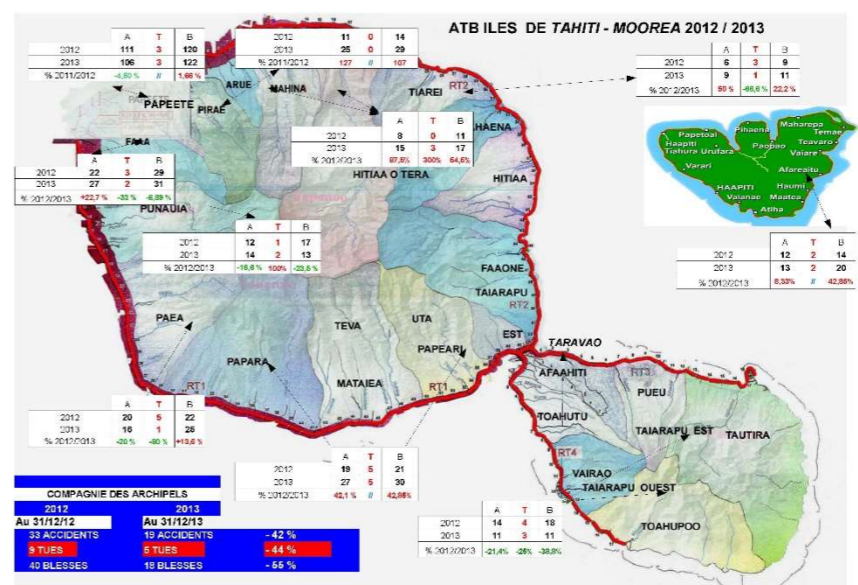 ATB ILES DE TAHITI - MOOREA 2012 / 2013
A T B
2012 111 3 120
2013 106 3 122
% 2011/2012 -4,50 % // 1,66 %
2012 11 0 14
2013 25 0 29
% 2011/2012 127 // 107
A T B
2012 6 3 9
2013 9 1 11
% 2012/2013 50 % -66,6 % 22,2 %
ARUE
MAHINA
PAPEETE
PIRAE
TIAREI
RT2
A T B
2012 8 0 11
2013 15 3 17
% 2012/2013 87,5% 300% 54,5%
FAAA
A T B
2012 22 3 29
2013 27 2 31
% 2012/2013 +22,7 % -33 % -6,89 %
HITIAA O TERA
HITIAA
PUNAUIA
Papetoai
Pihaena
Maharepa
Temae
Haapiti
Tiahura Urufara
Paopao
Teavaro
Vaiare
Varari
Afareaitu
HAAPITI
Haumi
Vaianae
Maatea
Atiha
A T B
2012 12 1 17
2013 14 2 13
% 2012/2013 100%
A T B
2012 12 2 14
2013 13 2 20
% 2012/2013 8,33% // 42,85%
FAAONE
TAIARAPU
RT2
EST
PAEA
PAPARA
TEVA
UTA
PAPEARI
MATAIEA
RT1
RT1
TARAVAO
AFAAHITI
RT3
PUEU
TOAHUTU
TAIARAPU EST
TAUTIRA
RT4
VAIRAO
TAIARAPU OUEST
TOAHUPOO
A T B
2012 20 5 22
2013 16 1 25
% 2012/2013 -20 % -80 % +13,6 %
A T B
2012 19 5 21
2013 27 5 30
% 2012/2013 42,1 % // 42,85%
A T B
2012 14 4 18
2013 11 3 11
% 2012/2013 -21,4% -25% -38,8%
COMPAGNIE DES ARCHIPELS
2012 2013
Au 31/12/12 Au 31/12/13
33 ACCIDENTS 19 ACCIDENTS - 42 %
9 TUES 5 TUES - 44 %
40 BLESSES 18 BLESSES - 55 %